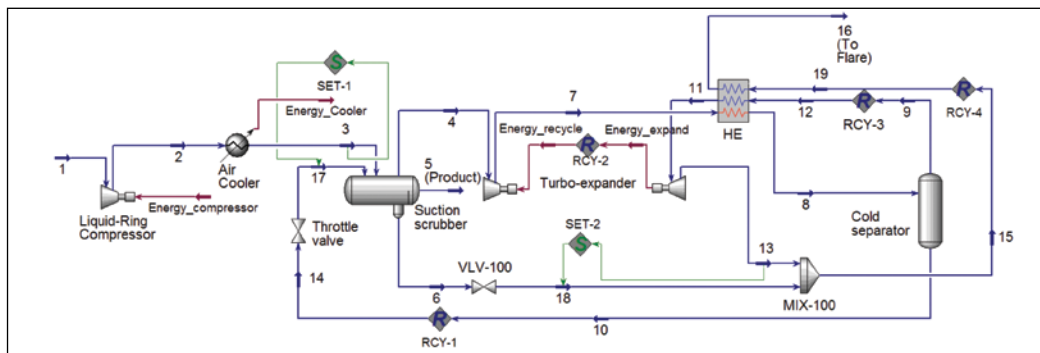 16
(To
Flare)
SET-1
Energy_Cooler
11
19
7
4
3
HE
12
9
RCY-3
RCY-4
Energy_recycle
Energy_expand
RCY-2
2
1
Air
Cooler
17
5
(Product)
Turbo-expander
Energy_compressor
Liquid-Ring
Compressor
Throttle
valve
Suction
scrubber
8
Cold
separator
SET-2
13
15
VLV-100
14
6
18
MIX-100
10
RCY-1
S
S
R
R
R
R